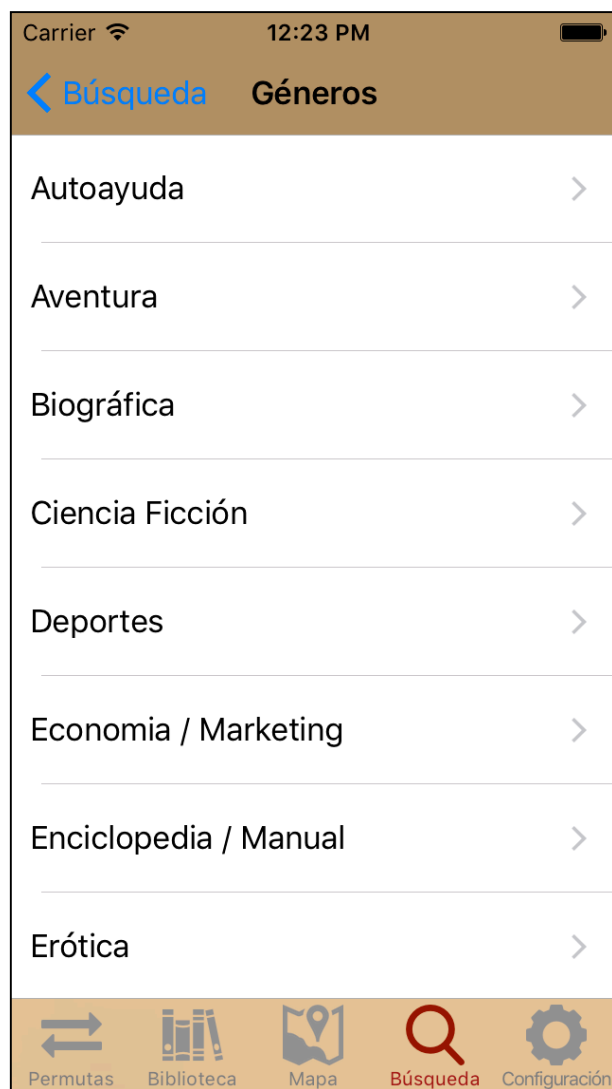 Carrier 12:23 PM
Búsqueda Géneros
Autoayuda
Aventura
Biográfica
Ciencia Ficción
Deportes
Economia / Marketing
Enciclopedia / Manual
Erótica
Permutas Biblioteca Mapa Búsqueda Configuración